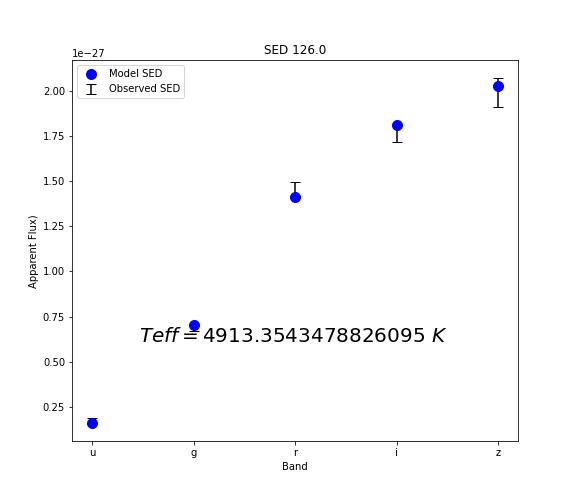 SED 126.0
1e−27
Model SED
Observed SED
2.00
1.75
1.50
1.25
1.00
0.75
0.50
0.25
Apparent Flux)
Teff = 4913.3543478826095 K
u g r i z
Band